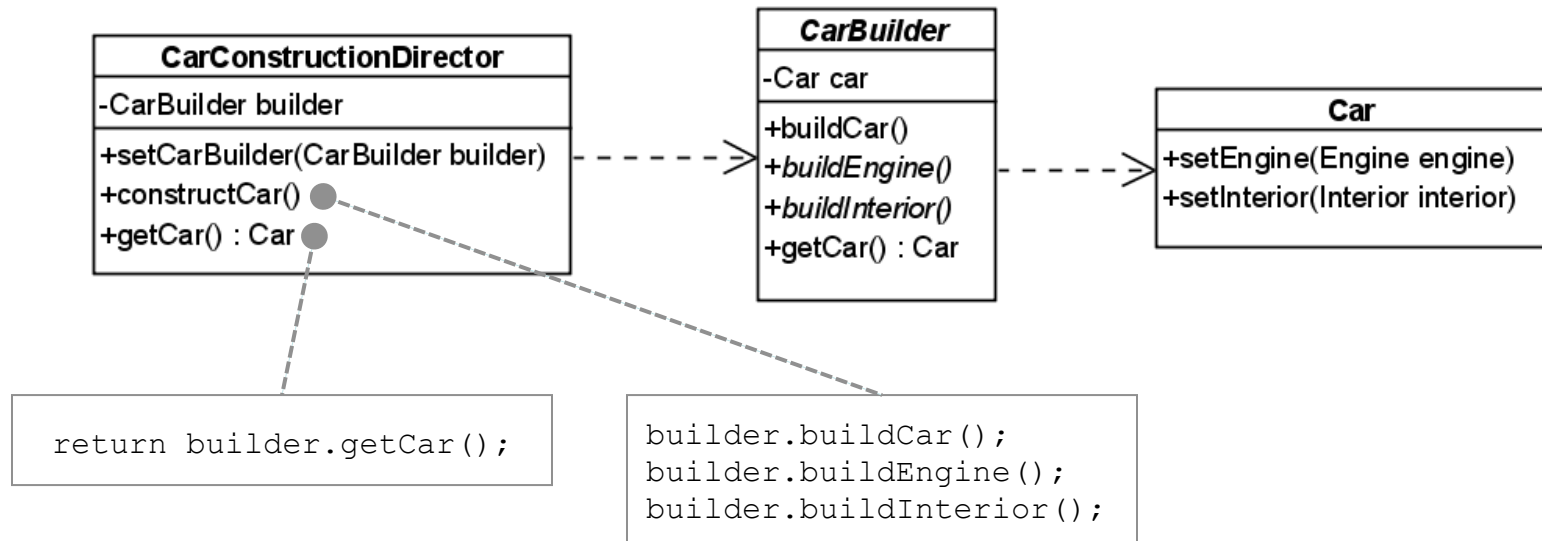 CarConstructionDirector
-CarBuilder builder
+setCarBuilder(CarBuilder builder)
+constructCar()
+getCar() : Car
CarBuilder
-Car car
+buildCar()
+buildEngine()
+buildInterior()
+getCar() : Car
Car
+setEngine(Engine engine)
+setInterior(Interior interior)
return builder.getCar();
builder.buildCar();
builder.buildEngine();
builder.buildInterior();